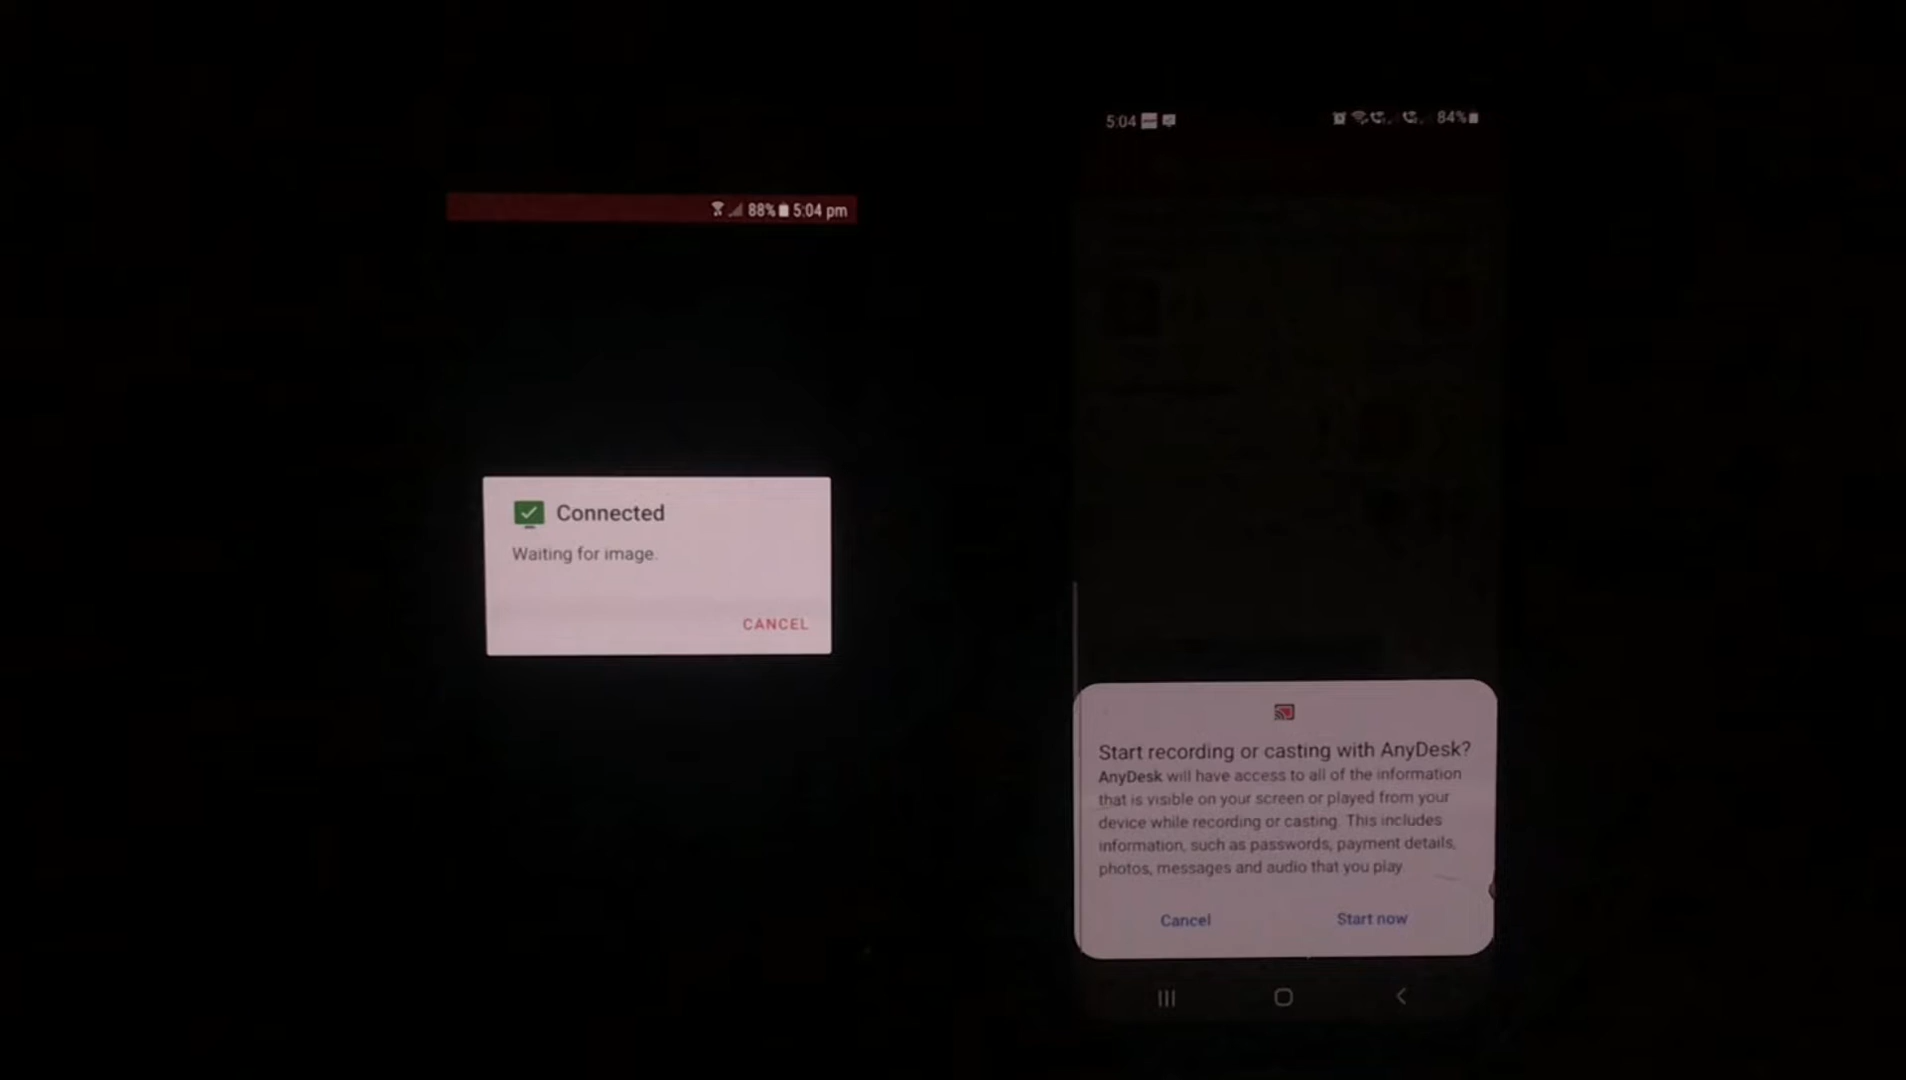 88% 5:04 pm
Connected
Waiting for image.
CANCEL
5:04
84%
Start recording or casting with AnyDesk?
AnyDesk will have access to all of the information
that is visible on your screen or played from your
device while recording or casting. This includes
information, such as passwords, payment details,
photos, messages and audio that you play
Cancel
Start now